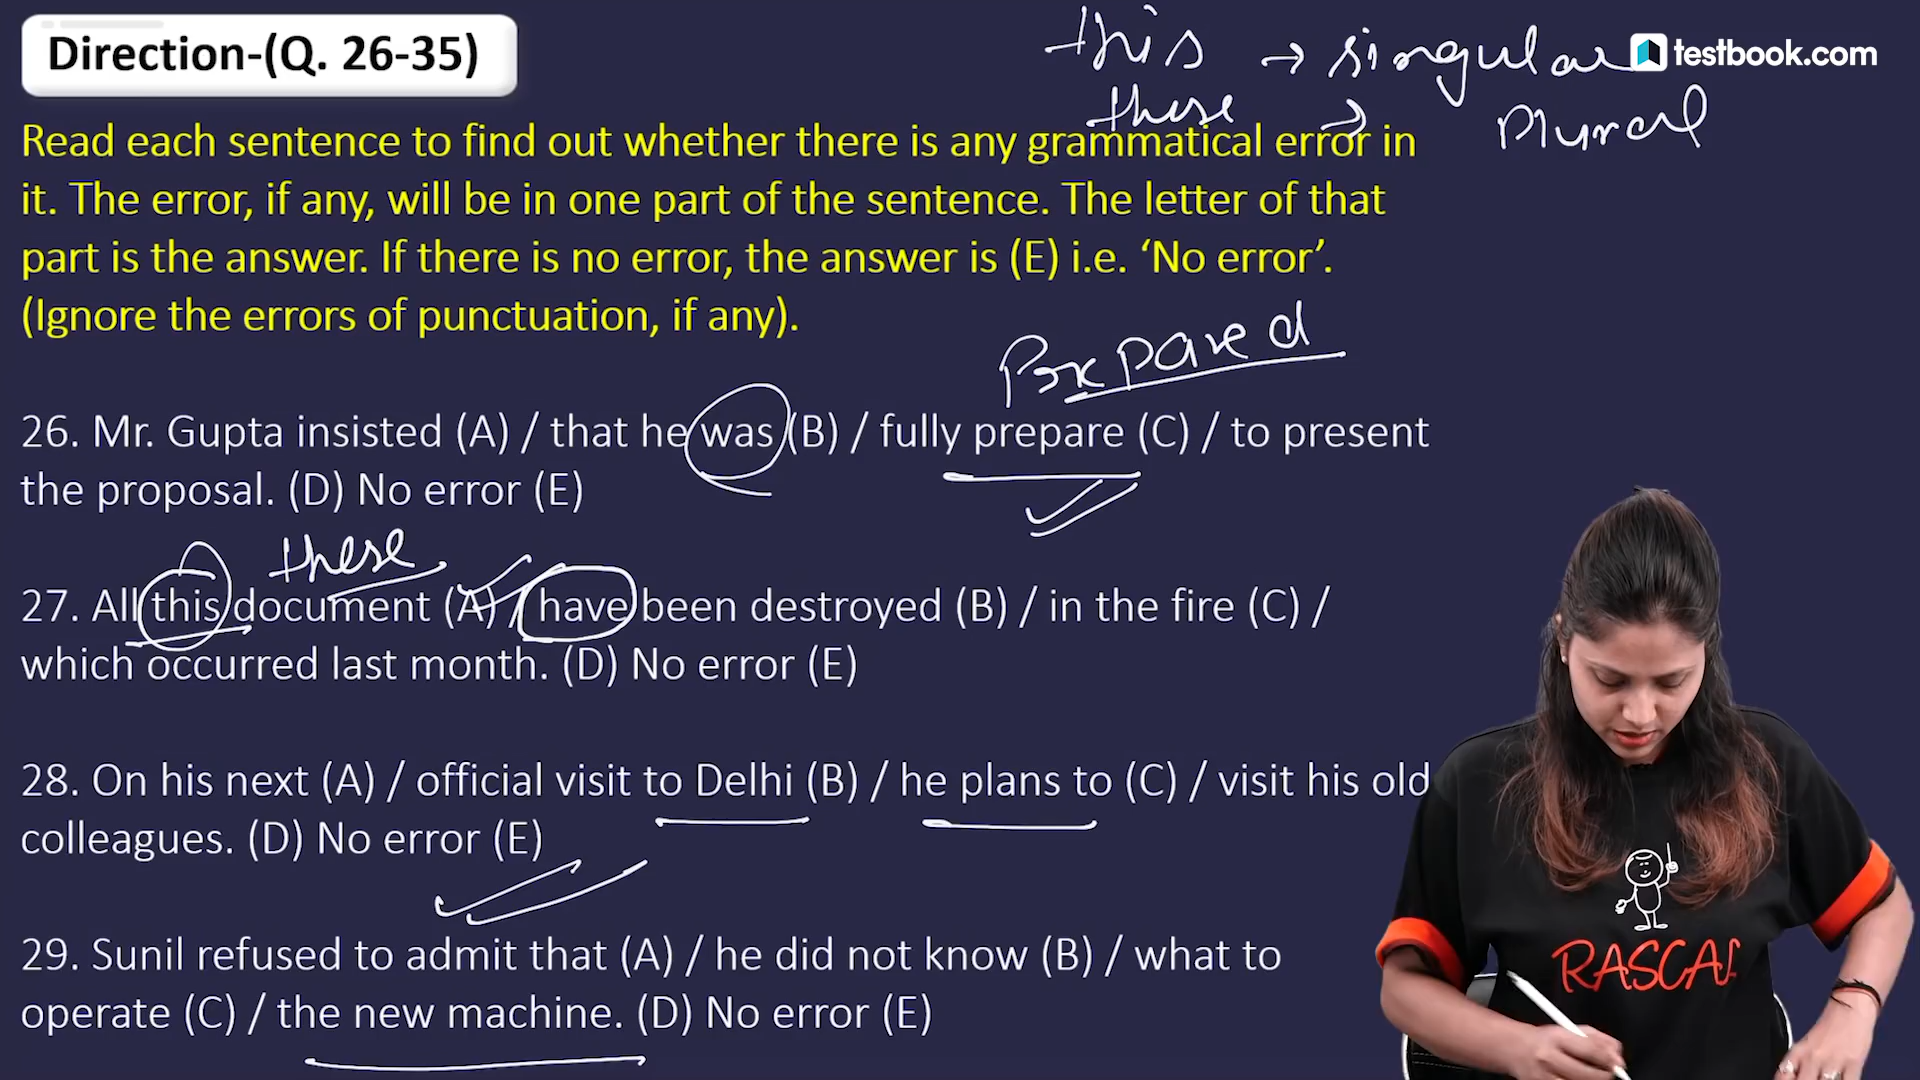 Direction-(Q. 26-35)
this → singular
testbook.com
these → Plural
Read each sentence to find out whether there is any grammatical error in
it. The error, if any, will be in one part of the sentence. The letter of that
part is the answer. If there is no error, the answer is (E) i.e. ‘No error’.
(Ignore the errors of punctuation, if any).
Prepared
26. Mr. Gupta insisted (A) / that he was (B) / fully prepare (C) / to present
the proposal. (D) No error (E)
these
27. All this document (A) / have been destroyed (B) / in the fire (C) /
which occurred last month. (D) No error (E)
28. On his next (A) / official visit to Delhi (B) / he plans to (C) / visit his old
colleagues. (D) No error (E)
29. Sunil refused to admit that (A) / he did not know (B) / what to
operate (C) / the new machine. (D) No error (E)
RASCAL